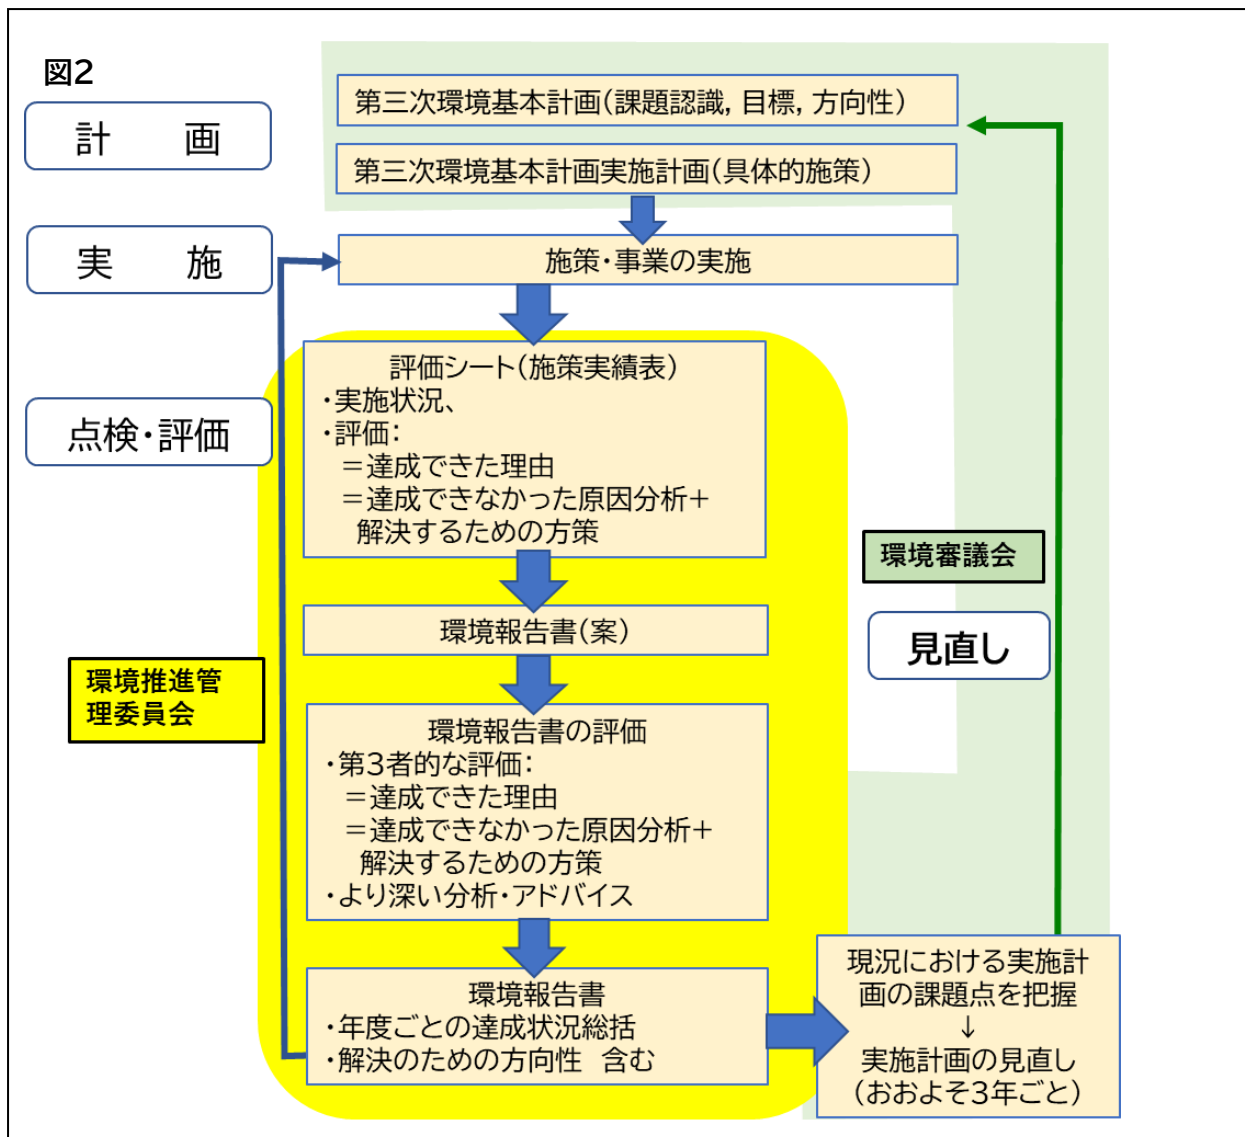 図2
計　　画
第三次環境基本計画(課題認識, 目標, 方向性)
第三次環境基本計画実施計画(具体的施策)
実　　施
施策・事業の実施
点検・評価
評価シート(施策実績表)
・実施状況、
・評価:
＝達成できた理由
＝達成できなかった原因分析＋
解決するための方策
環境報告書(案)
環境推進管
理委員会
環境報告書の評価
・第3者的な評価:
＝達成できた理由
＝達成できなかった原因分析＋
解決するための方策
・より深い分析・アドバイス
環境報告書
・年度ごとの達成状況総括
・解決のための方向性　含む
環境審議会
見直し
現況における実施計
画の課題点を把握
↓
実施計画の見直し
(おおよそ3年ごと)